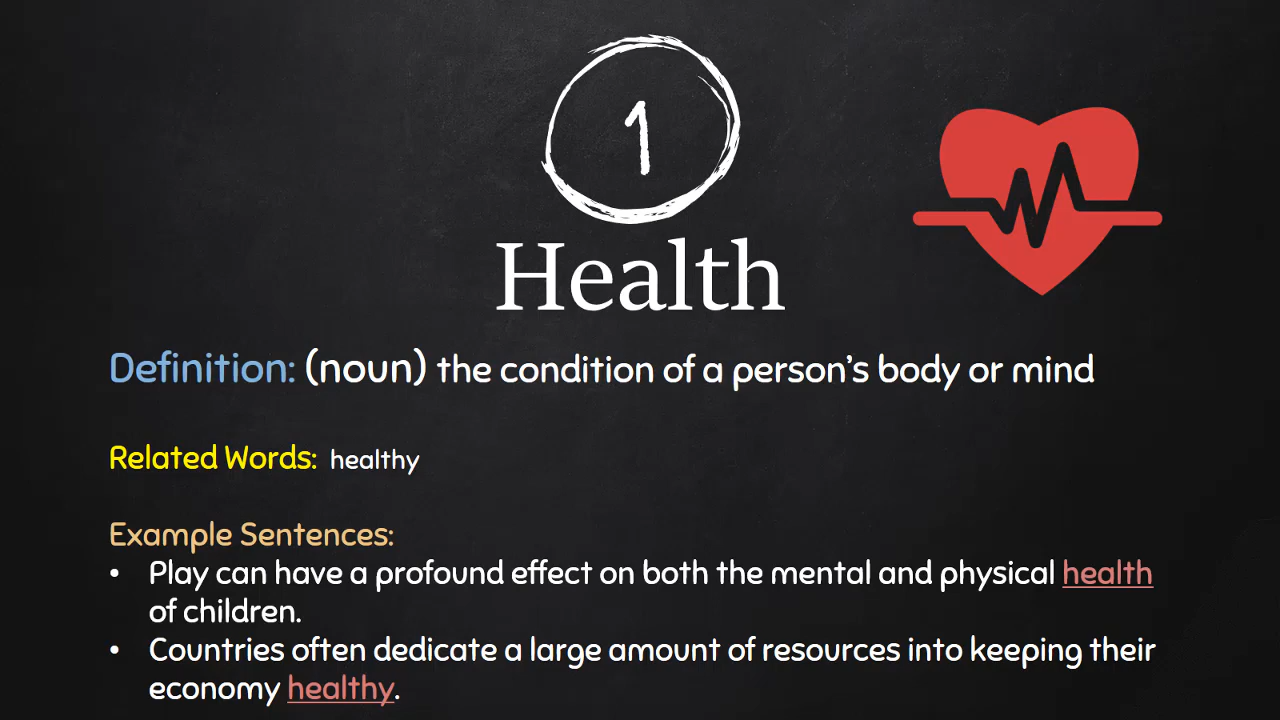 1
Health
Definition: (noun) the condition of a person’s body or mind
Related Words: healthy
Example Sentences:
• Play can have a profound effect on both the mental and physical health
of children.
• Countries often dedicate a large amount of resources into keeping their
economy healthy.